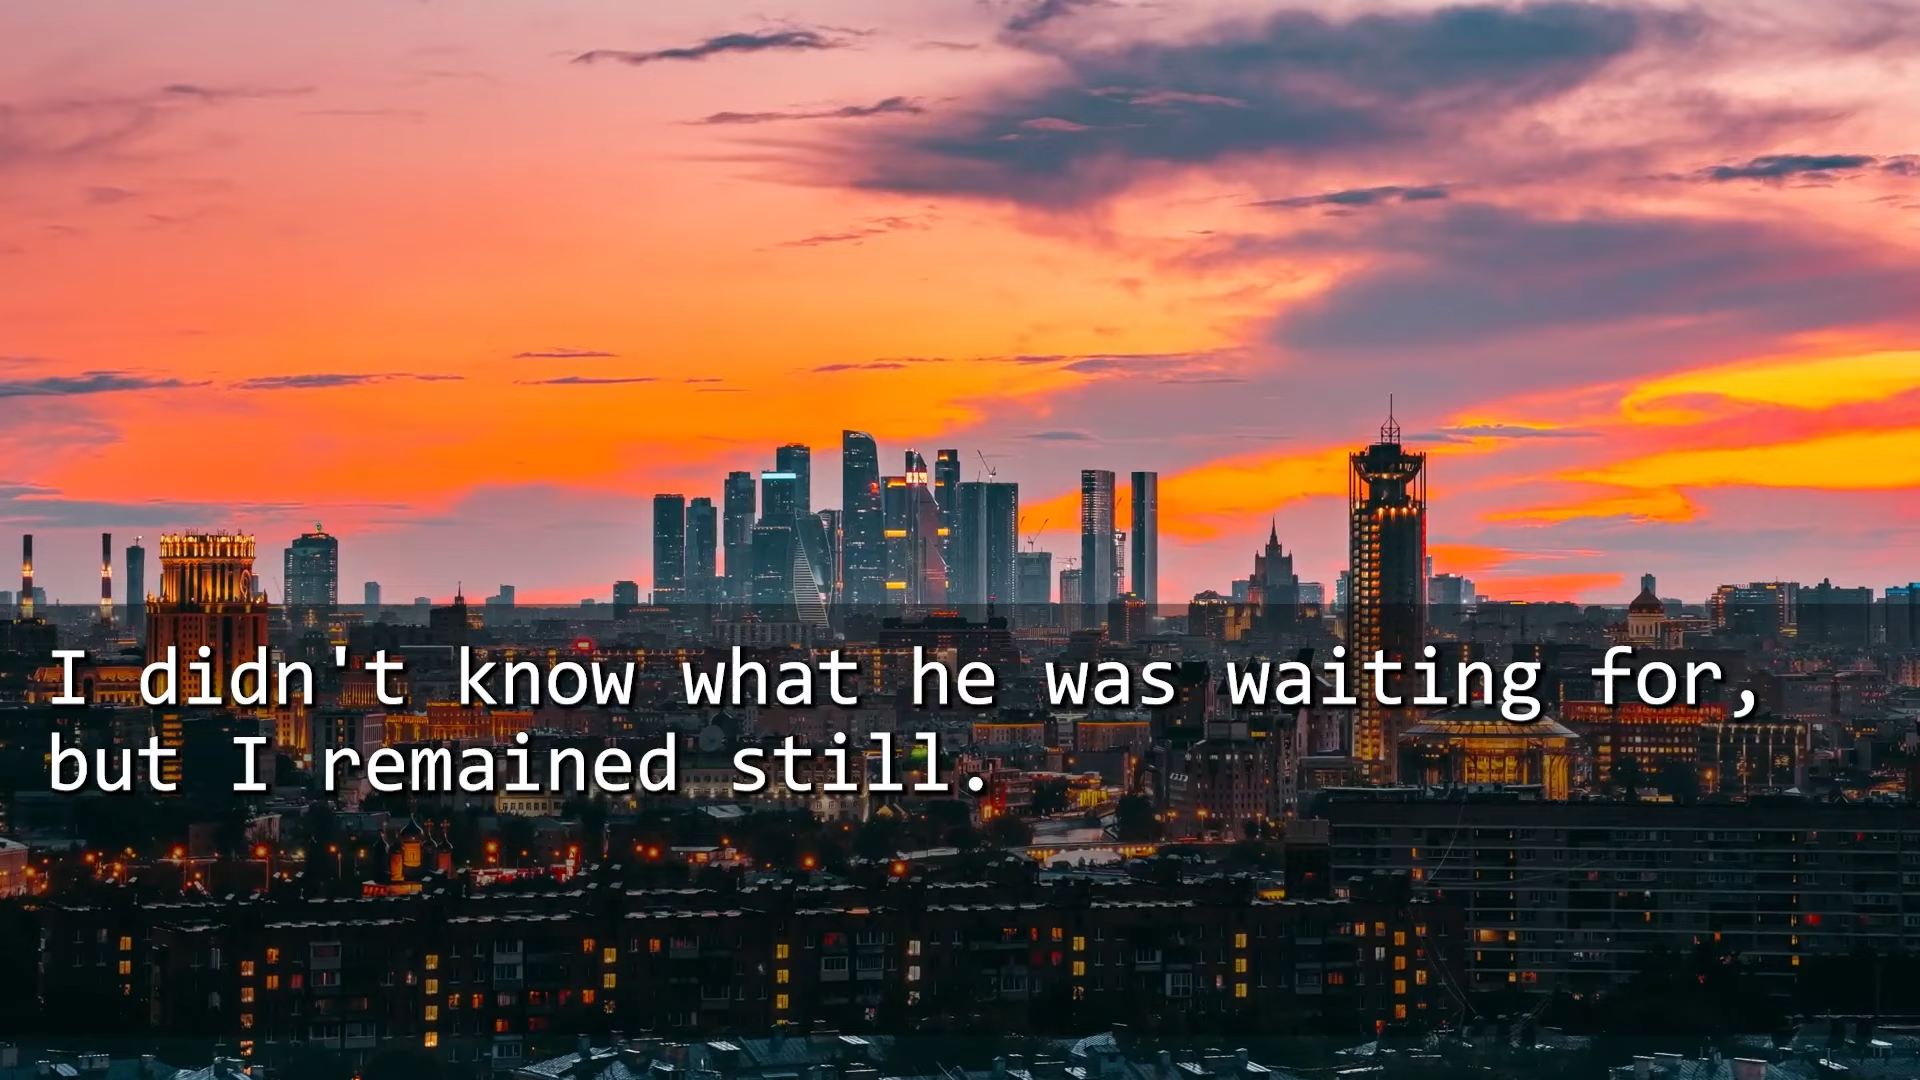 I didn't know what he was waiting for,
but I remained still.